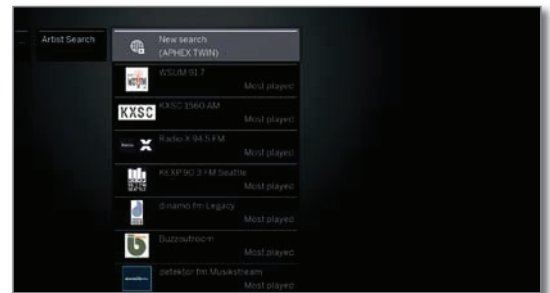 Artist Search
New search
(APHEX TWIN)
WSUM 91.7
Most played
KXSC
KXSC 1560 AM
Most played
X
Radio X 94.5 FM
Most played
KEXP 90.3 FM Seattle
Most played
dinamo.fm Legacy
Most played
b
Buzzoutroom
Most played
detektor.fm Musikstream
Most played